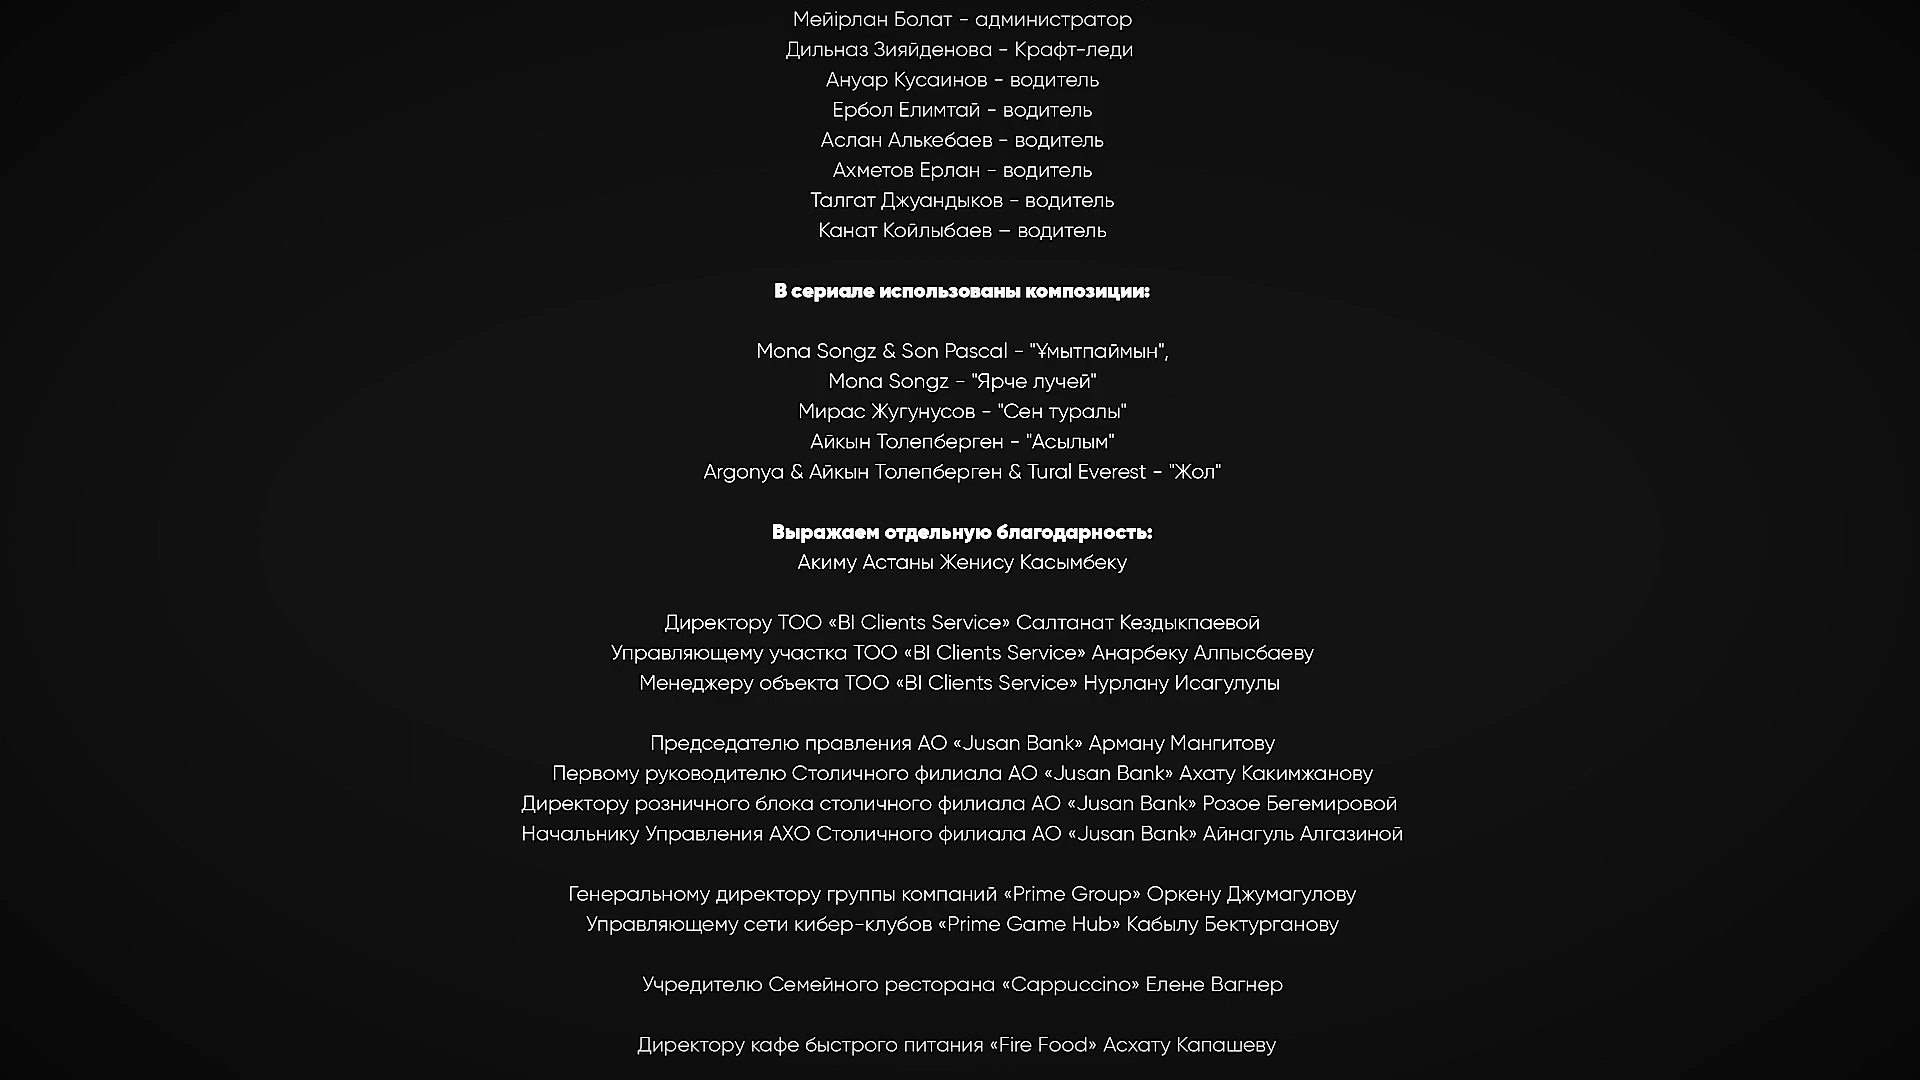 Мейірлан Болат - администратор
Дильназ Зияйденова - Крафт-леди
Ануар Кусаинов - водитель
Ербол Елимтай - водитель
Аслан Алькебаев - водитель
Ахметов Ерлан - водитель
Талгат Джуандыков - водитель
Канат Койлыбаев – водитель
В сериале использованы композиции:
Mona Songz & Son Pascal - "Ұмытпаймын",
Mona Songz - "Ярче лучей"
Мирас Жугунусов - "Сен туралы"
Айкын Толепберген - "Асылым"
Argonya & Айкын Толепберген & Tural Everest - "Жол"
Выражаем отдельную благодарность:
Акиму Астаны Женису Касымбеку
Директору ТОО «BI Clients Service» Салтанат Кездыкпаевой
Управляющему участка ТОО «BI Clients Service» Анарбеку Алпысбаеву
Менеджеру объекта ТОО «BI Clients Service» Нурлану Исагулулы
Председателю правления АО «Jusan Bank» Арману Мангитову
Первому руководителю Столичного филиала АО «Jusan Bank» Ахату Какимжанову
Директору розничного блока столичного филиала АО «Jusan Bank» Розое Бегемировой
Начальнику Управления АХО Столичного филиала АО «Jusan Bank» Айнагуль Алгазиной
Генеральному директору группы компаний «Prime Group» Оркену Джумагулову
Управляющему сети кибер-клубов «Prime Game Hub» Кабылу Бектурганову
Учредителю Семейного ресторана «Cappuccino» Елене Вагнер
Директору кафе быстрого питания «Fire Food» Асхату Капашеву